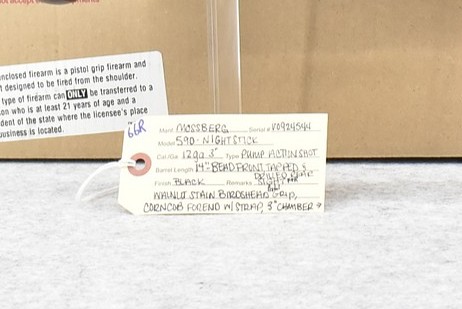 nclosed firearm is a pistol grip firearm and
designed to be fired from the shoulder.
type of firearm can ONLY be transferred to a
on who is at least 21 years of age and a
dent of the state where the licensee's place
usiness is located.
66R
Manf. MOSSBERG Serial # V0924544
Model 590-NIGHTSTICK
Cal./Ga. 12ga 3" Type PUMP ACTION SHOT
Barrel Length 14" BEAD FRONT TAPPED &
Finish BLACK Remarks
WALNUT STAIN BIRDSHEAD GRIP,
CORNCOB FOREND W/STRAP, 3" CHAMBER